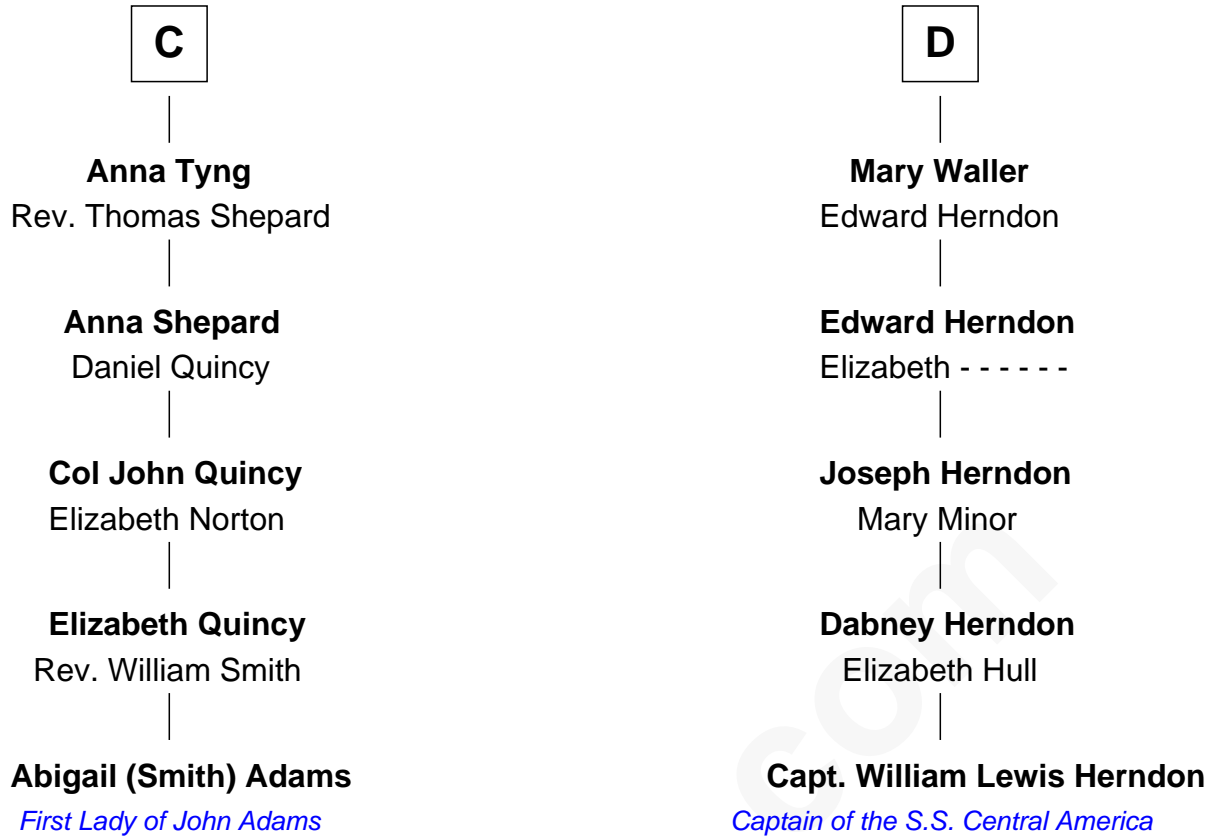 C
Anna Tyng
Rev. Thomas Shepard
Anna Shepard
Daniel Quincy
Col John Quincy
Elizabeth Norton
Elizabeth Quincy
Rev. William Smith
Abigail (Smith) Adams
First Lady of John Adams
D
Mary Waller
Edward Herndon
Edward Herndon
Elizabeth - - - - - -
Joseph Herndon
Mary Minor
Dabney Herndon
Elizabeth Hull
Capt. William Lewis Herndon
Captain of the S.S. Central America
com